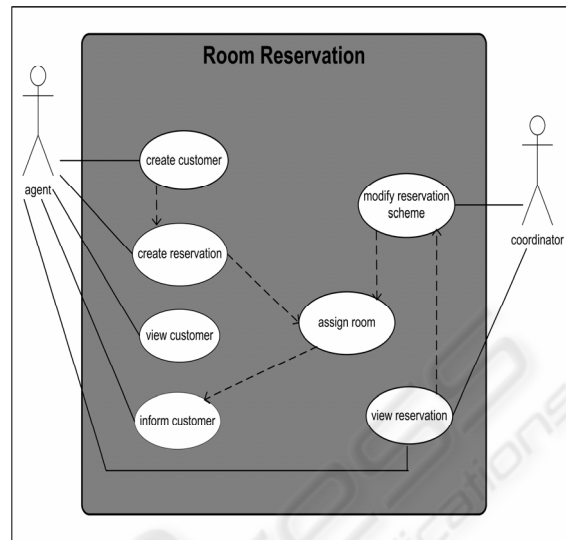 Room Reservation
create customer
agent
modify reservation
scheme
coordinator
create reservation
assign room
view customer
inform customer
view reservation